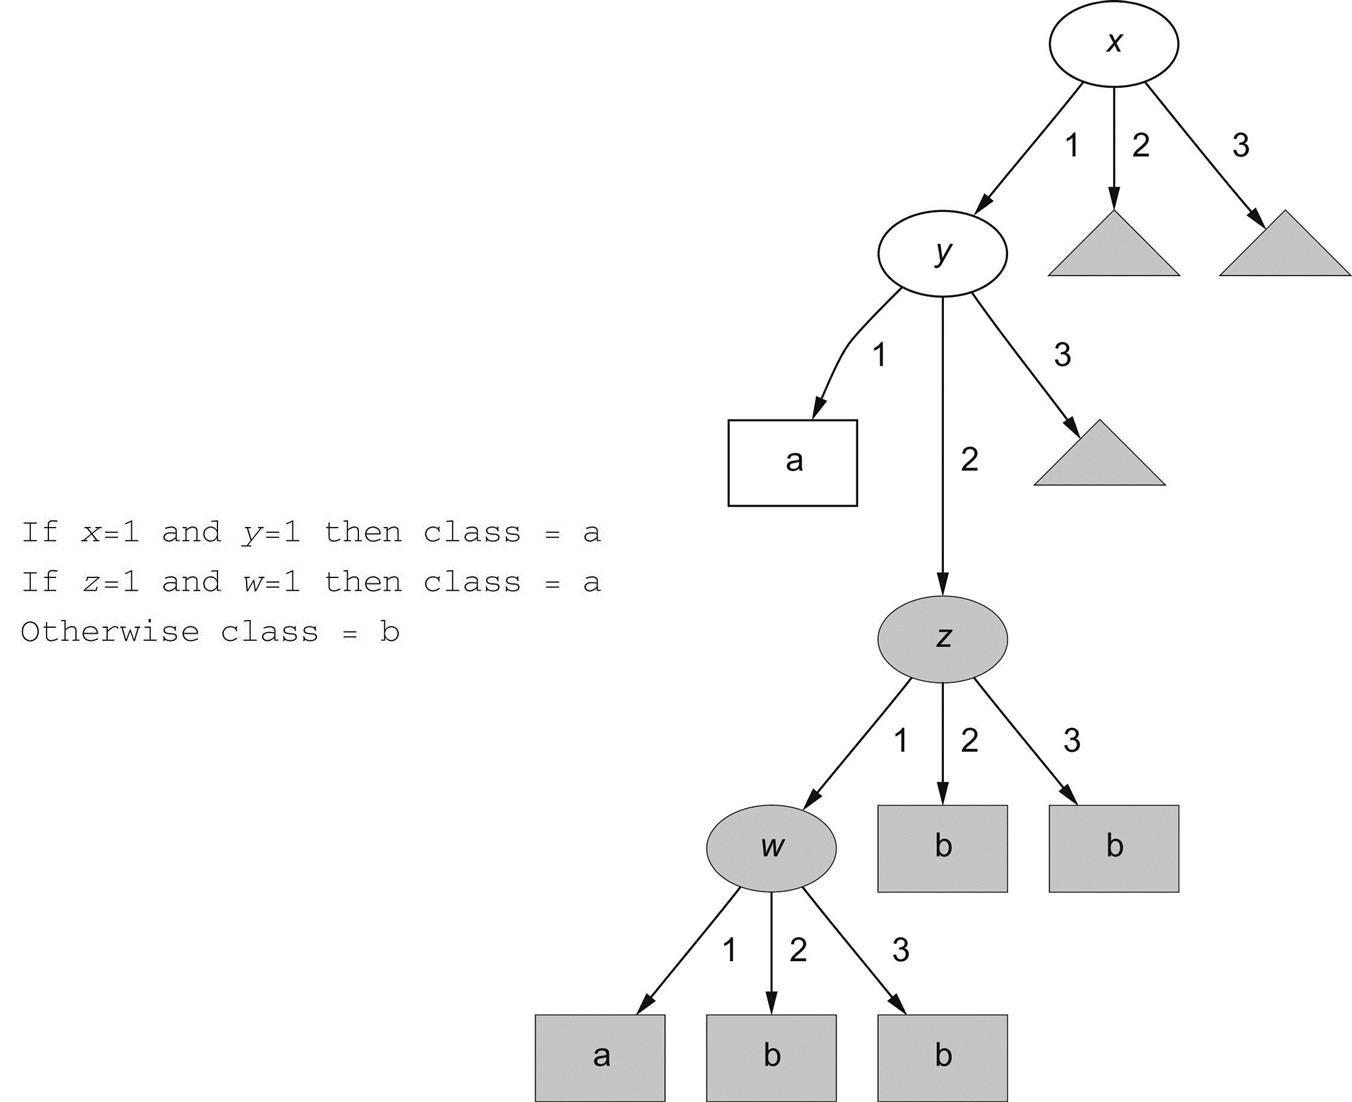 x
1 2 3
y
1
3
a
2
If x=1 and y=1 then class = a
If z=1 and w=1 then class = a
Otherwise class = b
z
1 2 3
w b b
1 2 3
a b b